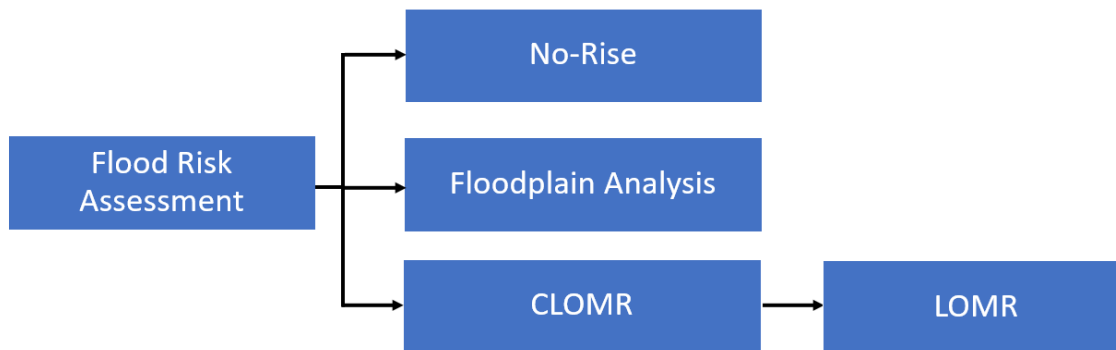 No-Rise
Flood Risk
Assessment
Floodplain Analysis
CLOMR
LOMR